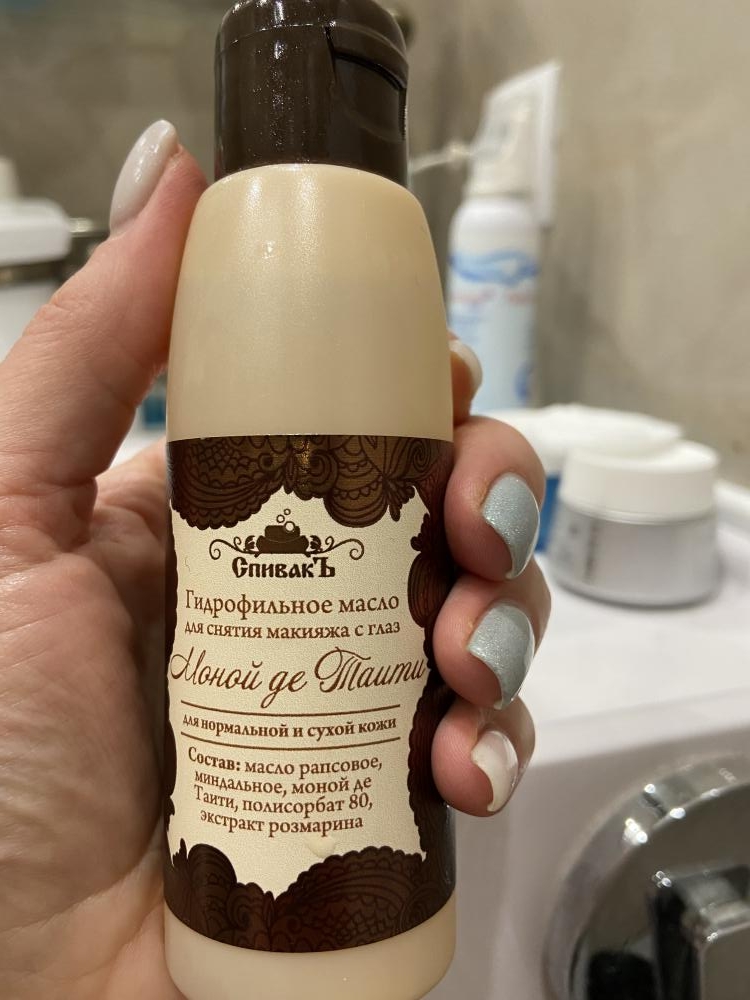 СпивакЪ
Гидрофильное масло
для снятия макияжа с глаз
Моной де Таити
для нормальной и сухой кожи
Состав: масло рапсовое,
миндальное, моной де
Таити, полисорбат 80,
экстракт розмарина